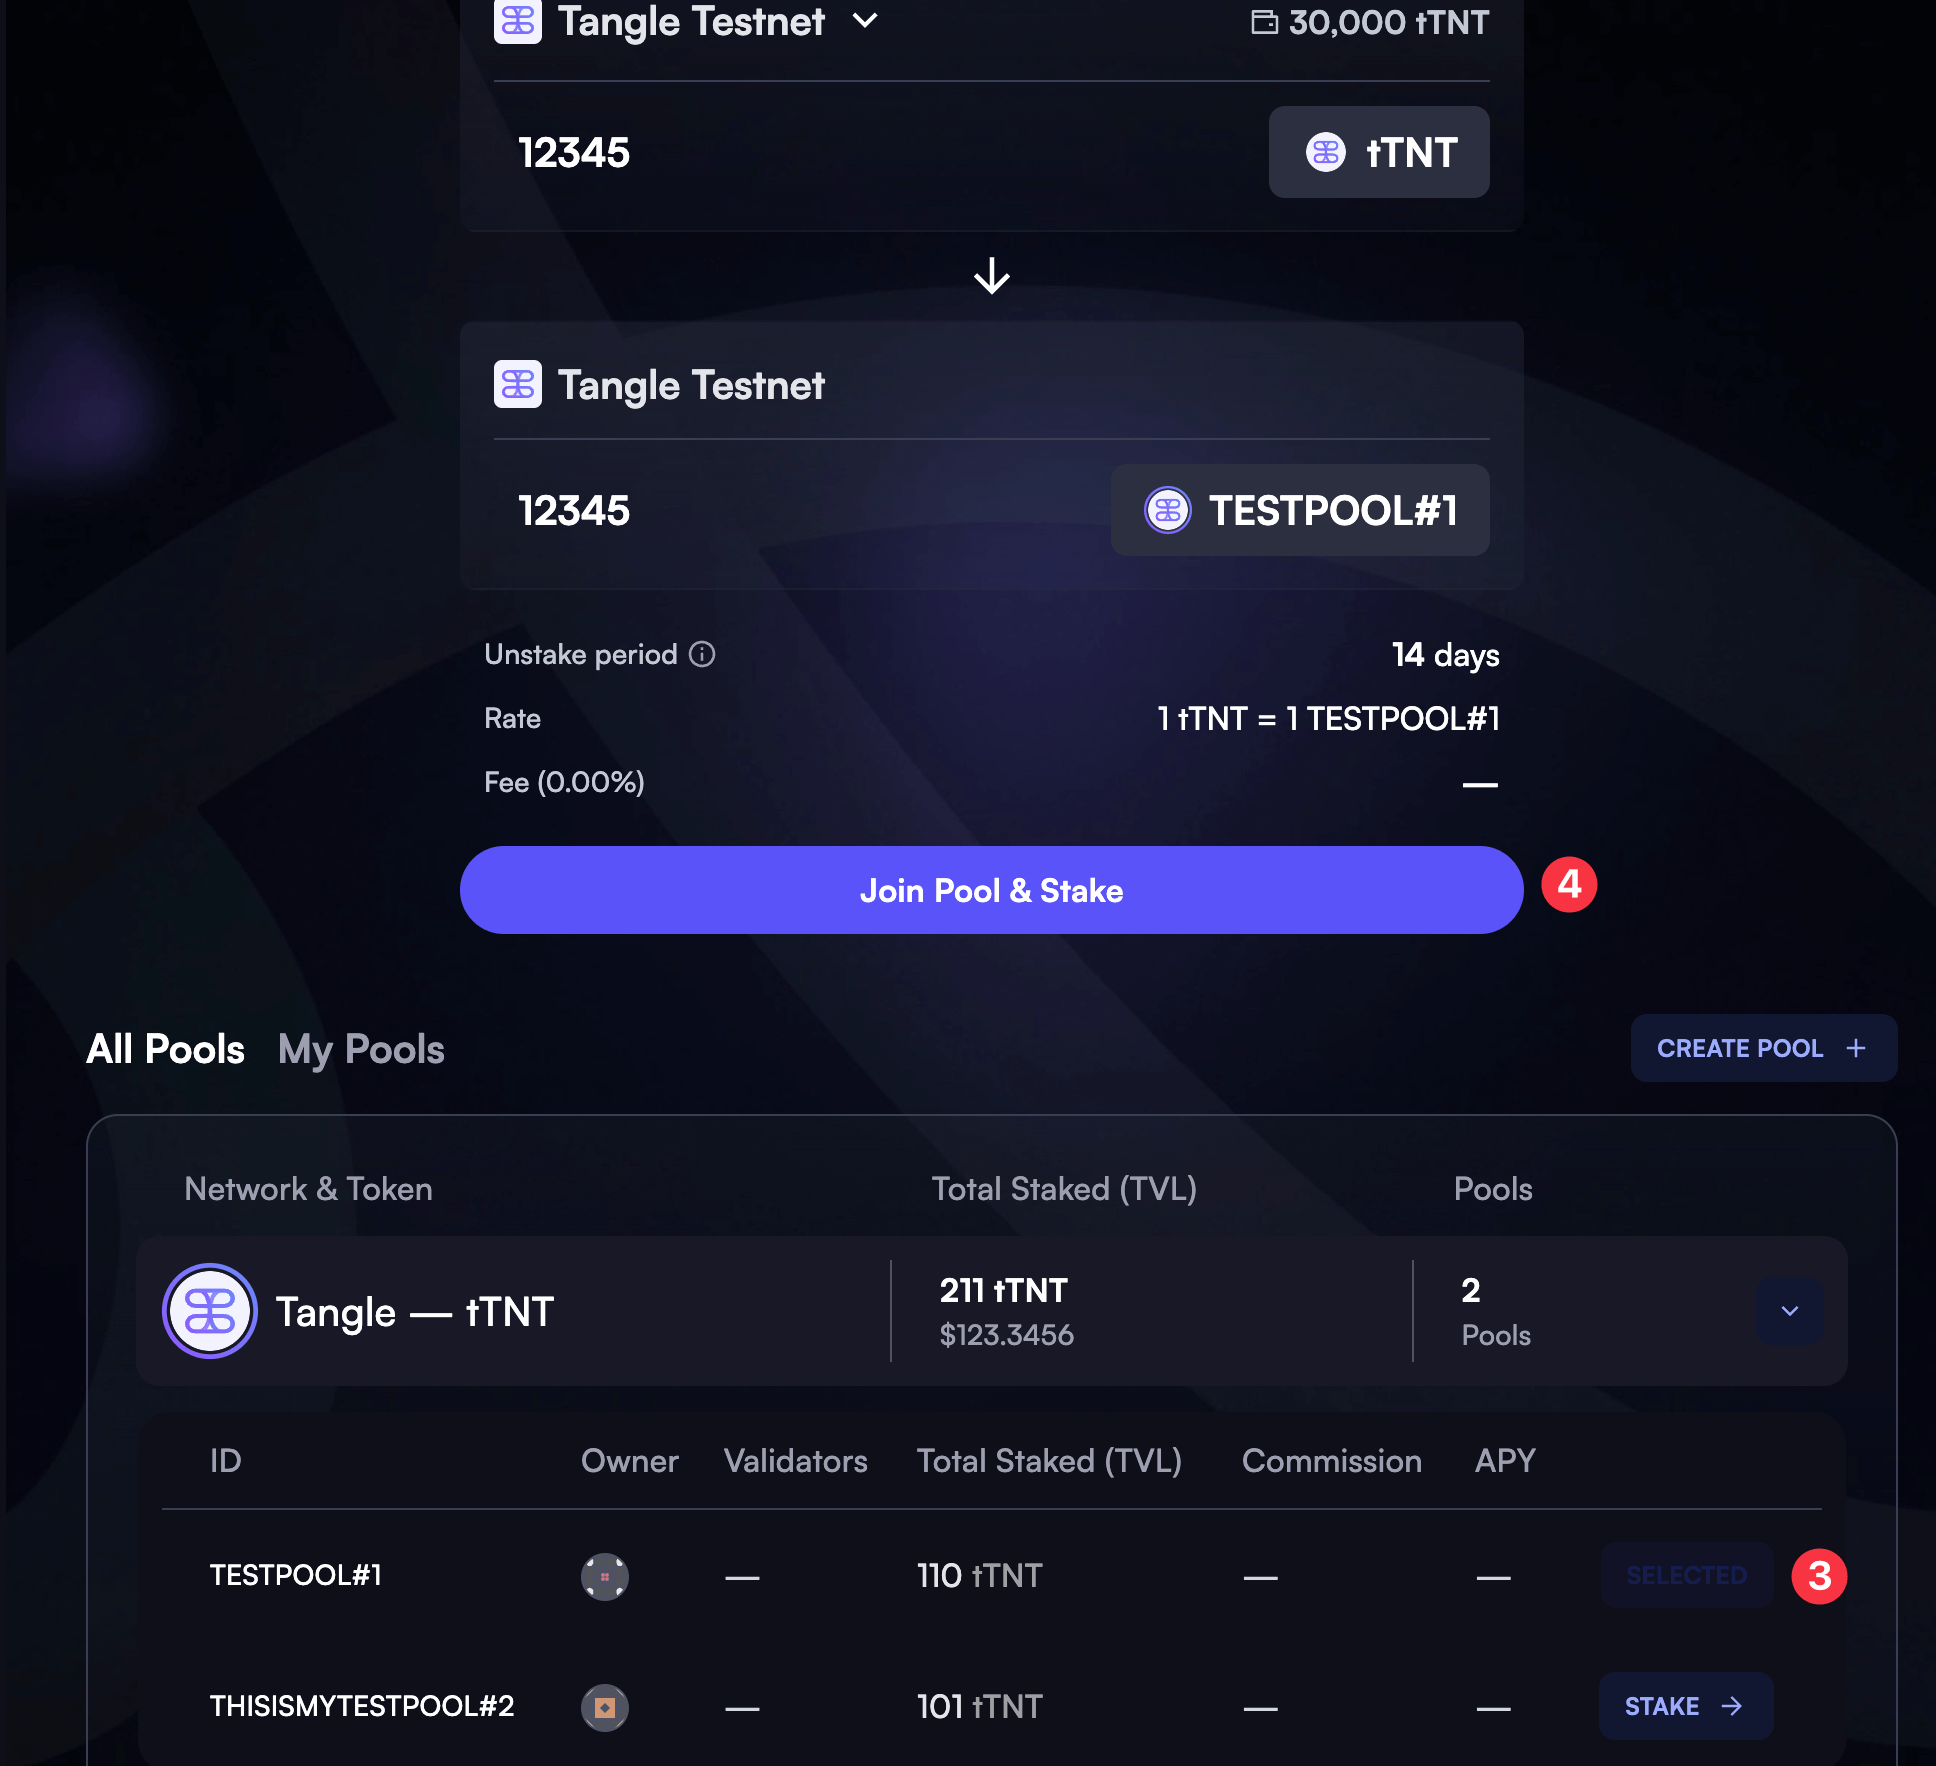 Tangle Testnet 30,000 tTNT
12345 tTNT
Tangle Testnet
12345 TESTPOOL#1
Unstake period 14 days
Rate 1 tTNT = 1 TESTPOOL#1
Fee (0.00%) —
Join Pool & Stake 4
All Pools My Pools CREATE POOL +
Network & Token Total Staked (TVL) Pools
Tangle — tTNT 211 tTNT 2
$123.3456 Pools
ID Owner Validators Total Staked (TVL) Commission APY
TESTPOOL#1 — 110 tTNT — — SELECTED 3
THISISMYTESTPOOL#2 — 101 tTNT — — STAKE →